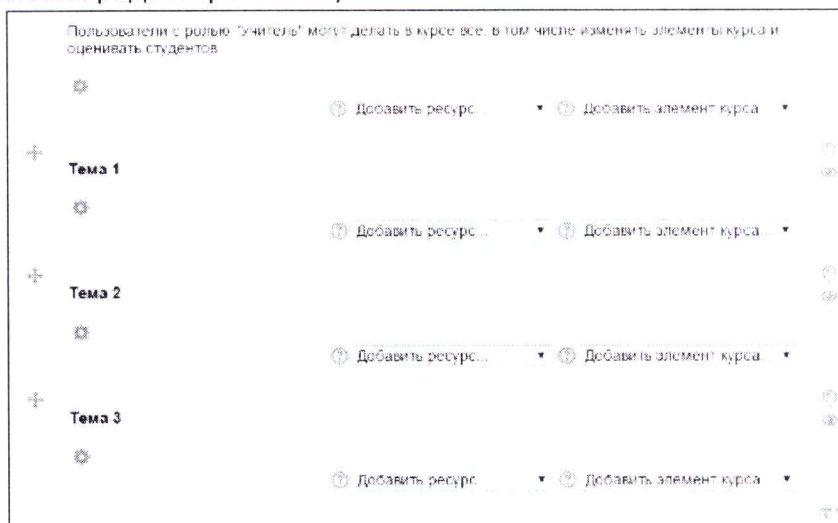 Пользователи с ролью "Учитель" могут делать в курсе все, в том числе изменять элементы курса и
оценивать студентов
Добавить ресурс... Добавить элемент курса
Тема 1
Добавить ресурс... Добавить элемент курса...
Тема 2
Добавить ресурс... Добавить элемент курса...
Тема 3
Добавить ресурс Добавить элемент курса